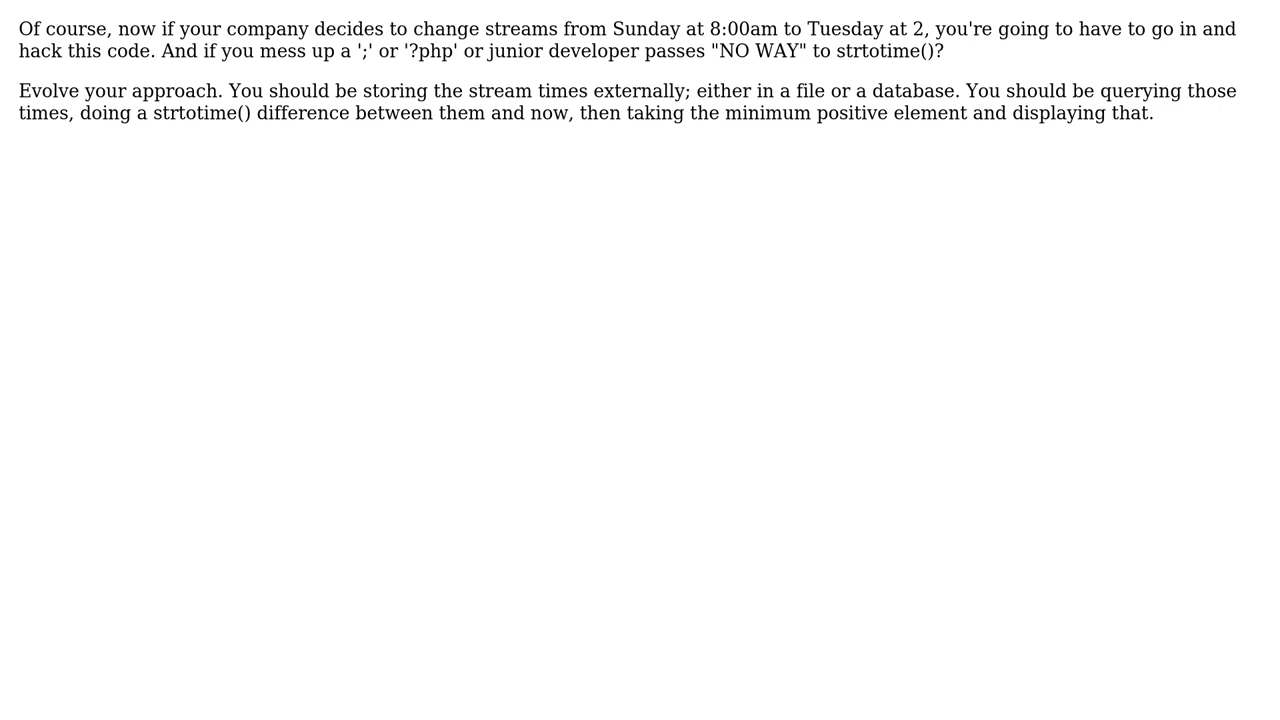 Of course, now if your company decides to change streams from Sunday at 8:00am to Tuesday at 2, you're going to have to go in and
hack this code. And if you mess up a ';' or '?php' or junior developer passes "NO WAY" to strtotime()?
Evolve your approach. You should be storing the stream times externally; either in a file or a database. You should be querying those
times, doing a strtotime() difference between them and now, then taking the minimum positive element and displaying that.